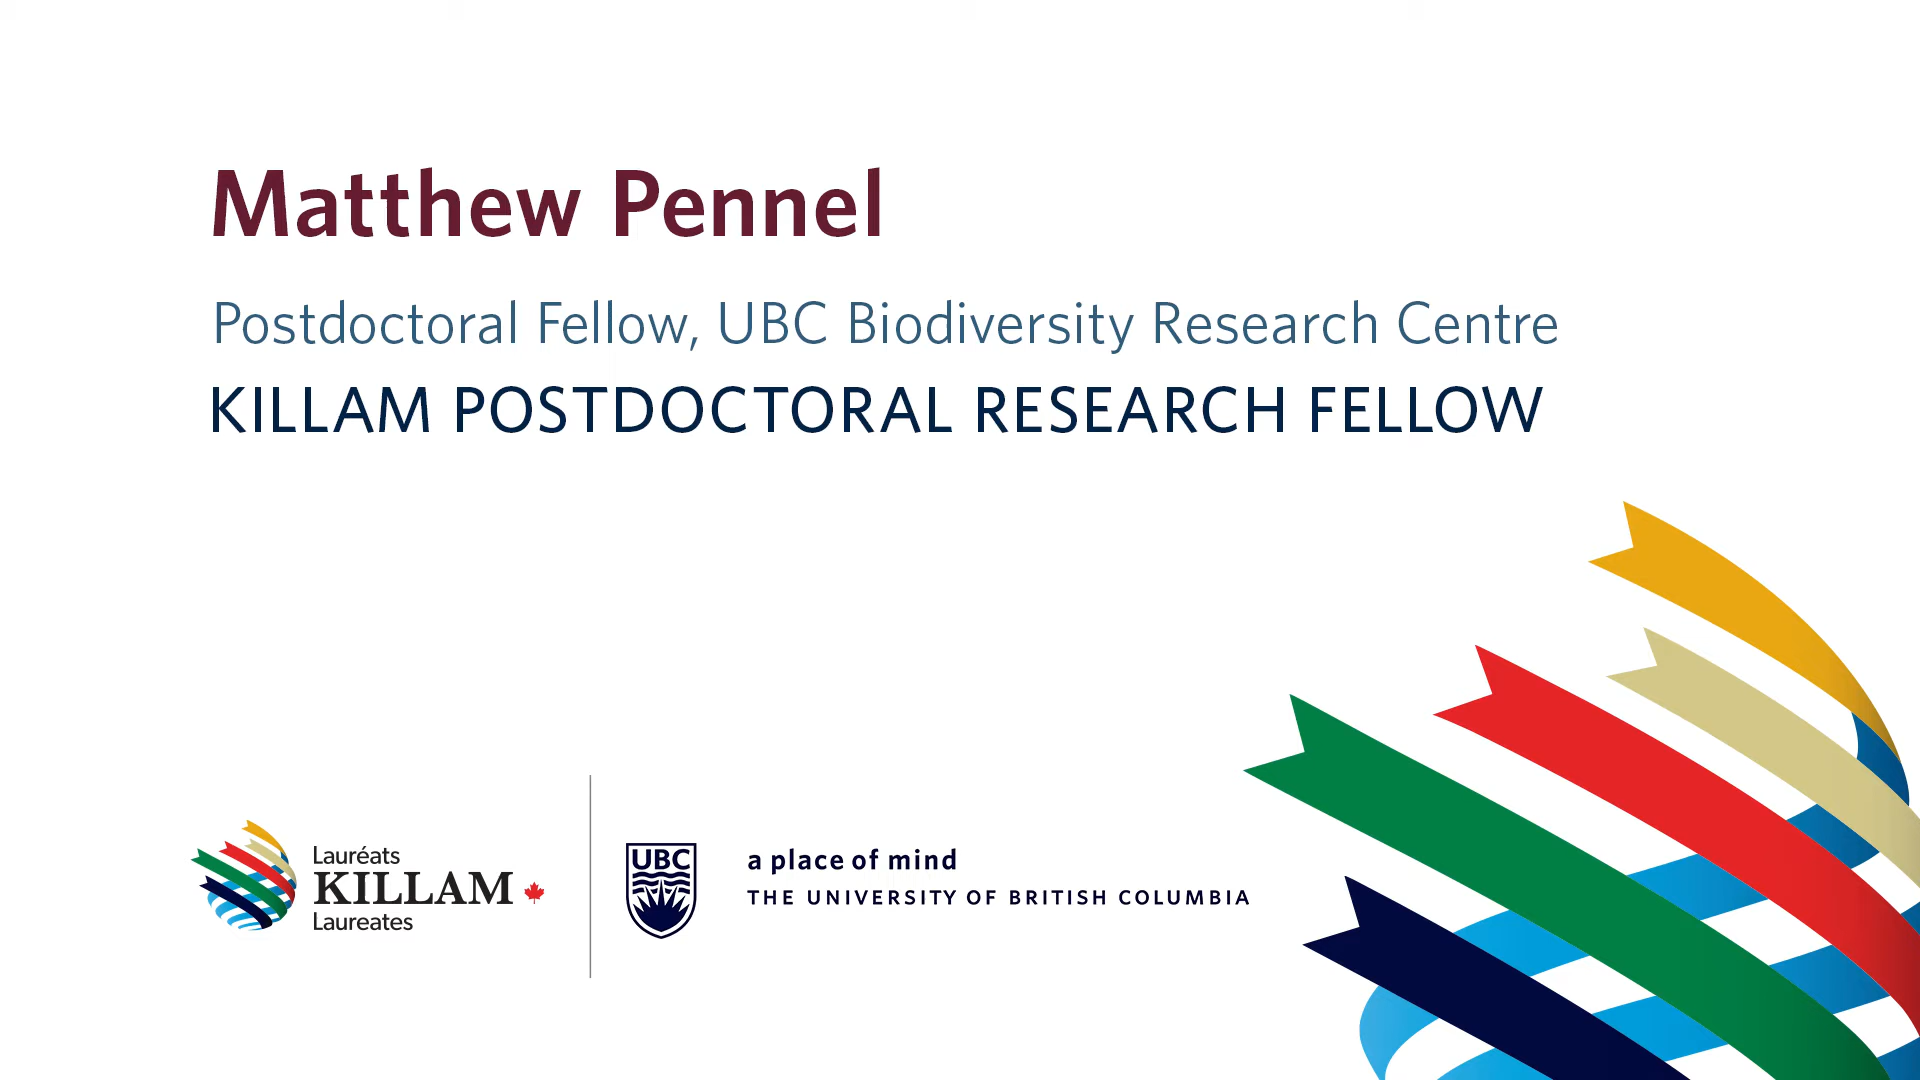 Matthew Pennel
Postdoctoral Fellow, UBC Biodiversity Research Centre
KILLAM POSTDOCTORAL RESEARCH FELLOW
Lauréats
KILLAM
Laureates
UBC
a place of mind
THE UNIVERSITY OF BRITISH COLUMBIA